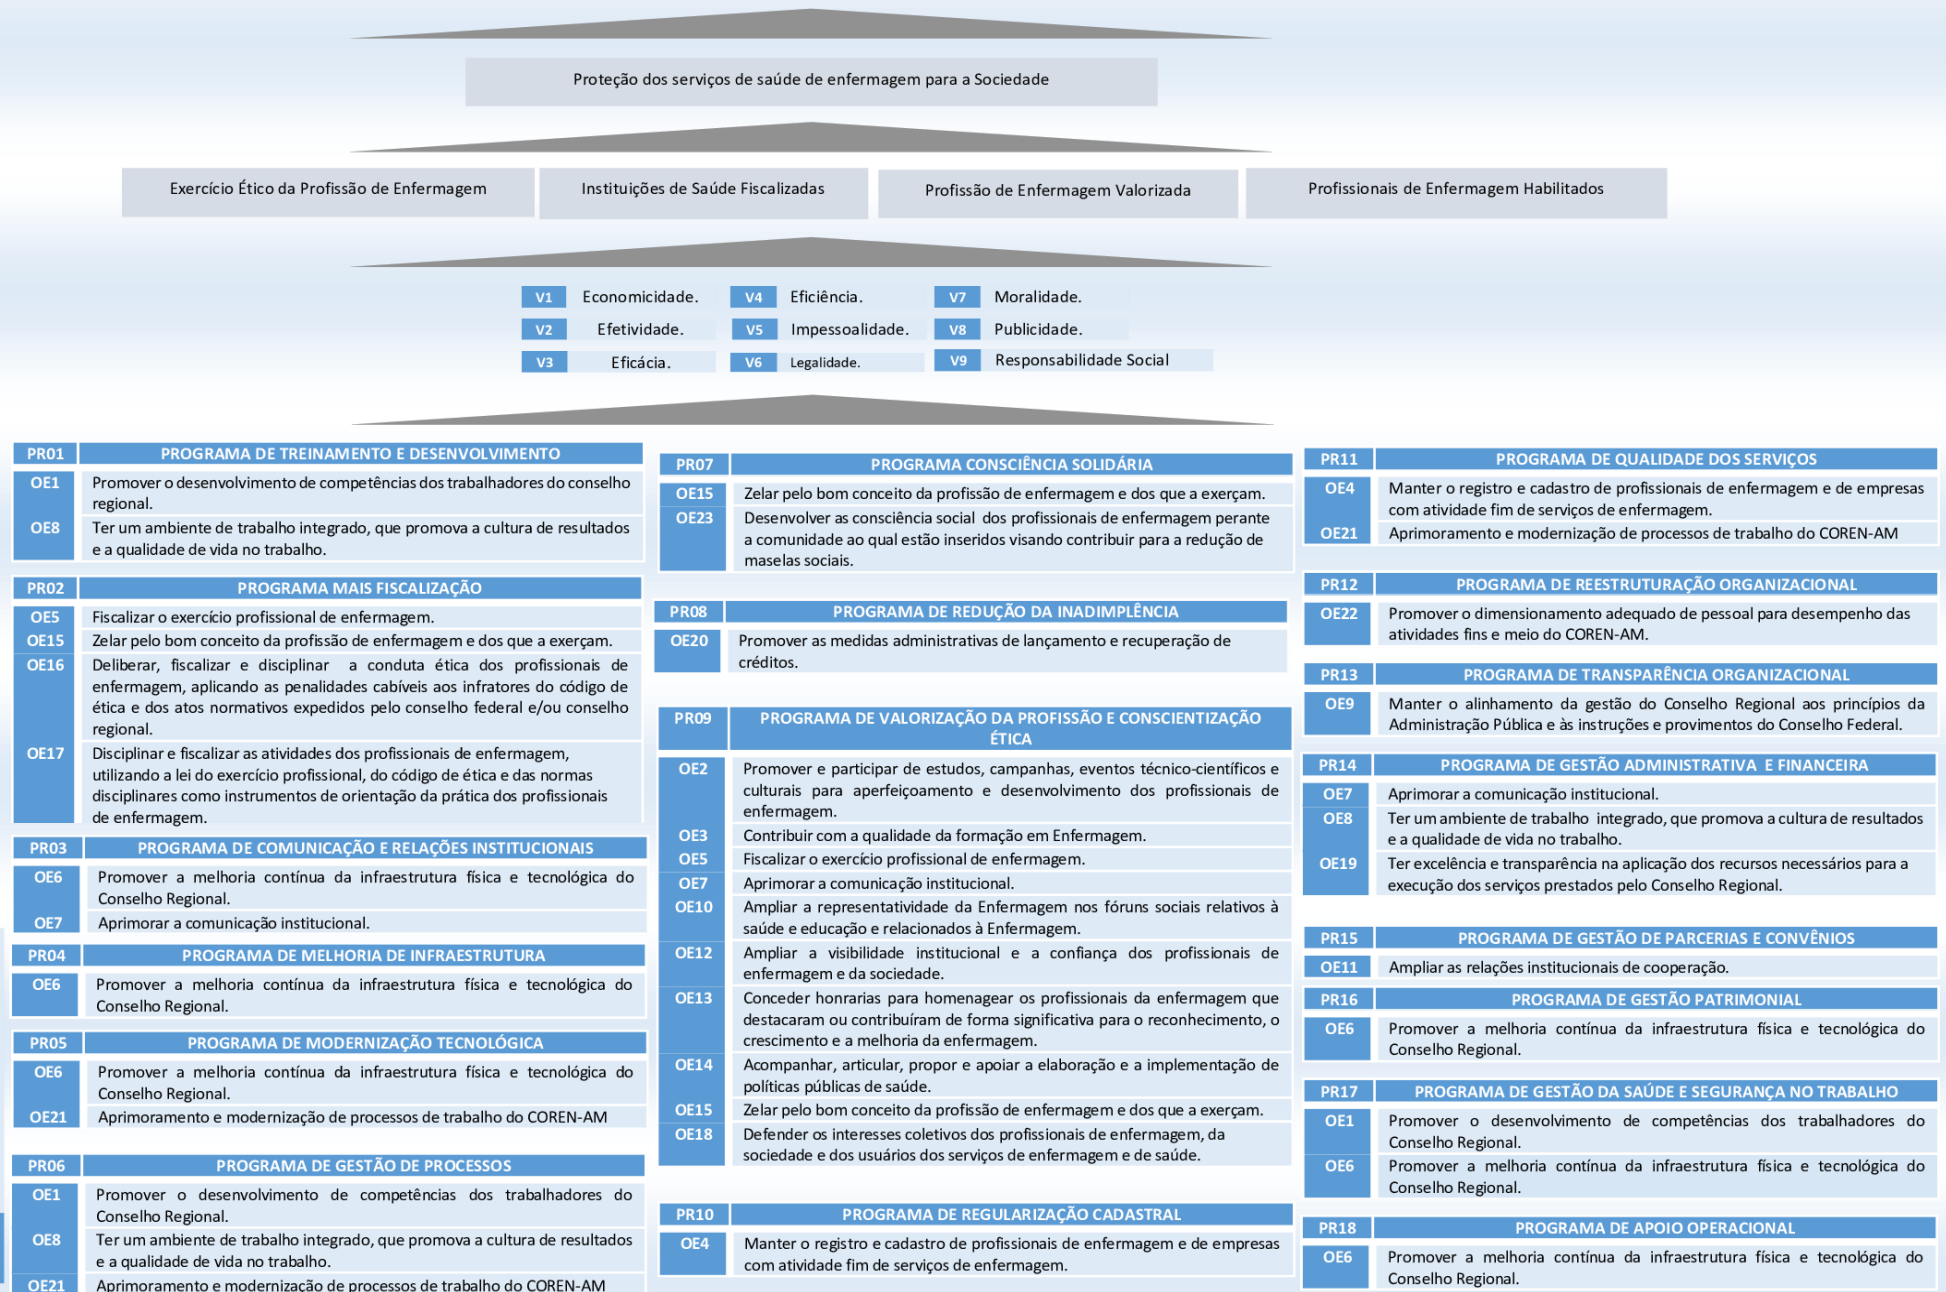 Proteção dos serviços de saúde de enfermagem para a Sociedade
Exercício Ético da Profissão de Enfermagem
Instituições de Saúde Fiscalizadas
Profissão de Enfermagem Valorizada
Profissionais de Enfermagem Habilitados
V1 Economicidade.
V4 Eficiência.
V7 Moralidade.
V2 Efetividade.
V5 Impessoalidade.
V8 Publicidade.
V3 Eficácia.
V6 Legalidade.
V9 Responsabilidade Social
PR01 PROGRAMA DE TREINAMENTO E DESENVOLVIMENTO
OE1 Promover o desenvolvimento de competências dos trabalhadores do conselho
regional.
OE8 Ter um ambiente de trabalho integrado, que promova a cultura de resultados
e a qualidade de vida no trabalho.
PR02 PROGRAMA MAIS FISCALIZAÇÃO
OE5 Fiscalizar o exercício profissional de enfermagem.
OE15 Zelar pelo bom conceito da profissão de enfermagem e dos que a exerçam.
OE16 Deliberar, fiscalizar e disciplinar a conduta ética dos profissionais de
enfermagem, aplicando as penalidades cabíveis aos infratores do código de
ética e dos atos normativos expedidos pelo conselho federal e/ou conselho
regional.
OE17 Disciplinar e fiscalizar as atividades dos profissionais de enfermagem,
utilizando a lei do exercício profissional, do código de ética e das normas
disciplinares como instrumentos de orientação da prática dos profissionais
de enfermagem.
PR03 PROGRAMA DE COMUNICAÇÃO E RELAÇÕES INSTITUCIONAIS
OE6 Promover a melhoria contínua da infraestrutura física e tecnológica do
Conselho Regional.
OE7 Aprimorar a comunicação institucional.
PR04 PROGRAMA DE MELHORIA DE INFRAESTRUTURA
OE6 Promover a melhoria contínua da infraestrutura física e tecnológica do
Conselho Regional.
PR05 PROGRAMA DE MODERNIZAÇÃO TECNOLÓGICA
OE6 Promover a melhoria contínua da infraestrutura física e tecnológica do
Conselho Regional.
OE21 Aprimoramento e modernização de processos de trabalho do COREN-AM
PR06 PROGRAMA DE GESTÃO DE PROCESSOS
OE1 Promover o desenvolvimento de competências dos trabalhadores do
Conselho Regional.
OE8 Ter um ambiente de trabalho integrado, que promova a cultura de resultados
e a qualidade de vida no trabalho.
OE21 Aprimoramento e modernização de processos de trabalho do COREN-AM
PR07 PROGRAMA CONSCIÊNCIA SOLIDÁRIA
OE15 Zelar pelo bom conceito da profissão de enfermagem e dos que a exerçam.
OE23 Desenvolver as consciência social dos profissionais de enfermagem perante
a comunidade ao qual estão inseridos visando contribuir para a redução de
maselas sociais.
PR08 PROGRAMA DE REDUÇÃO DA INADIMPLÊNCIA
OE20 Promover as medidas administrativas de lançamento e recuperação de
créditos.
PR09 PROGRAMA DE VALORIZAÇÃO DA PROFISSÃO E CONSCIENTIZAÇÃO
ÉTICA
OE2 Promover e participar de estudos, campanhas, eventos técnico-científicos e
culturais para aperfeiçoamento e desenvolvimento dos profissionais de
enfermagem.
OE3 Contribuir com a qualidade da formação em Enfermagem.
OE5 Fiscalizar o exercício profissional de enfermagem.
OE7 Aprimorar a comunicação institucional.
OE10 Ampliar a representatividade da Enfermagem nos fóruns sociais relativos à
saúde e educação e relacionados à Enfermagem.
OE12 Ampliar a visibilidade institucional e a confiança dos profissionais de
enfermagem e da sociedade.
OE13 Conceder honrarias para homenagear os profissionais da enfermagem que
destacaram ou contribuíram de forma significativa para o reconhecimento, o
crescimento e a melhoria da enfermagem.
OE14 Acompanhar, articular, propor e apoiar a elaboração e a implementação de
políticas públicas de saúde.
OE15 Zelar pelo bom conceito da profissão de enfermagem e dos que a exerçam.
OE18 Defender os interesses coletivos dos profissionais de enfermagem, da
sociedade e dos usuários dos serviços de enfermagem e de saúde.
PR10 PROGRAMA DE REGULARIZAÇÃO CADASTRAL
OE4 Manter o registro e cadastro de profissionais de enfermagem e de empresas
com atividade fim de serviços de enfermagem.
PR11 PROGRAMA DE QUALIDADE DOS SERVIÇOS
OE4 Manter o registro e cadastro de profissionais de enfermagem e de empresas
com atividade fim de serviços de enfermagem.
OE21 Aprimoramento e modernização de processos de trabalho do COREN-AM
PR12 PROGRAMA DE REESTRUTURAÇÃO ORGANIZACIONAL
OE22 Promover o dimensionamento adequado de pessoal para desempenho das
atividades fins e meio do COREN-AM.
PR13 PROGRAMA DE TRANSPARÊNCIA ORGANIZACIONAL
OE9 Manter o alinhamento da gestão do Conselho Regional aos princípios da
Administração Pública e às instruções e provimentos do Conselho Federal.
PR14 PROGRAMA DE GESTÃO ADMINISTRATIVA E FINANCEIRA
OE7 Aprimorar a comunicação institucional.
OE8 Ter um ambiente de trabalho integrado, que promova a cultura de resultados
e a qualidade de vida no trabalho.
OE19 Ter excelência e transparência na aplicação dos recursos necessários para a
execução dos serviços prestados pelo Conselho Regional.
PR15 PROGRAMA DE GESTÃO DE PARCERIAS E CONVÊNIOS
OE11 Ampliar as relações institucionais de cooperação.
PR16 PROGRAMA DE GESTÃO PATRIMONIAL
OE6 Promover a melhoria contínua da infraestrutura física e tecnológica do
Conselho Regional.
PR17 PROGRAMA DE GESTÃO DA SAÚDE E SEGURANÇA NO TRABALHO
OE1 Promover o desenvolvimento de competências dos trabalhadores do
Conselho Regional.
OE6 Promover a melhoria contínua da infraestrutura física e tecnológica do
Conselho Regional.
PR18 PROGRAMA DE APOIO OPERACIONAL
OE6 Promover a melhoria contínua da infraestrutura física e tecnológica do
Conselho Regional.